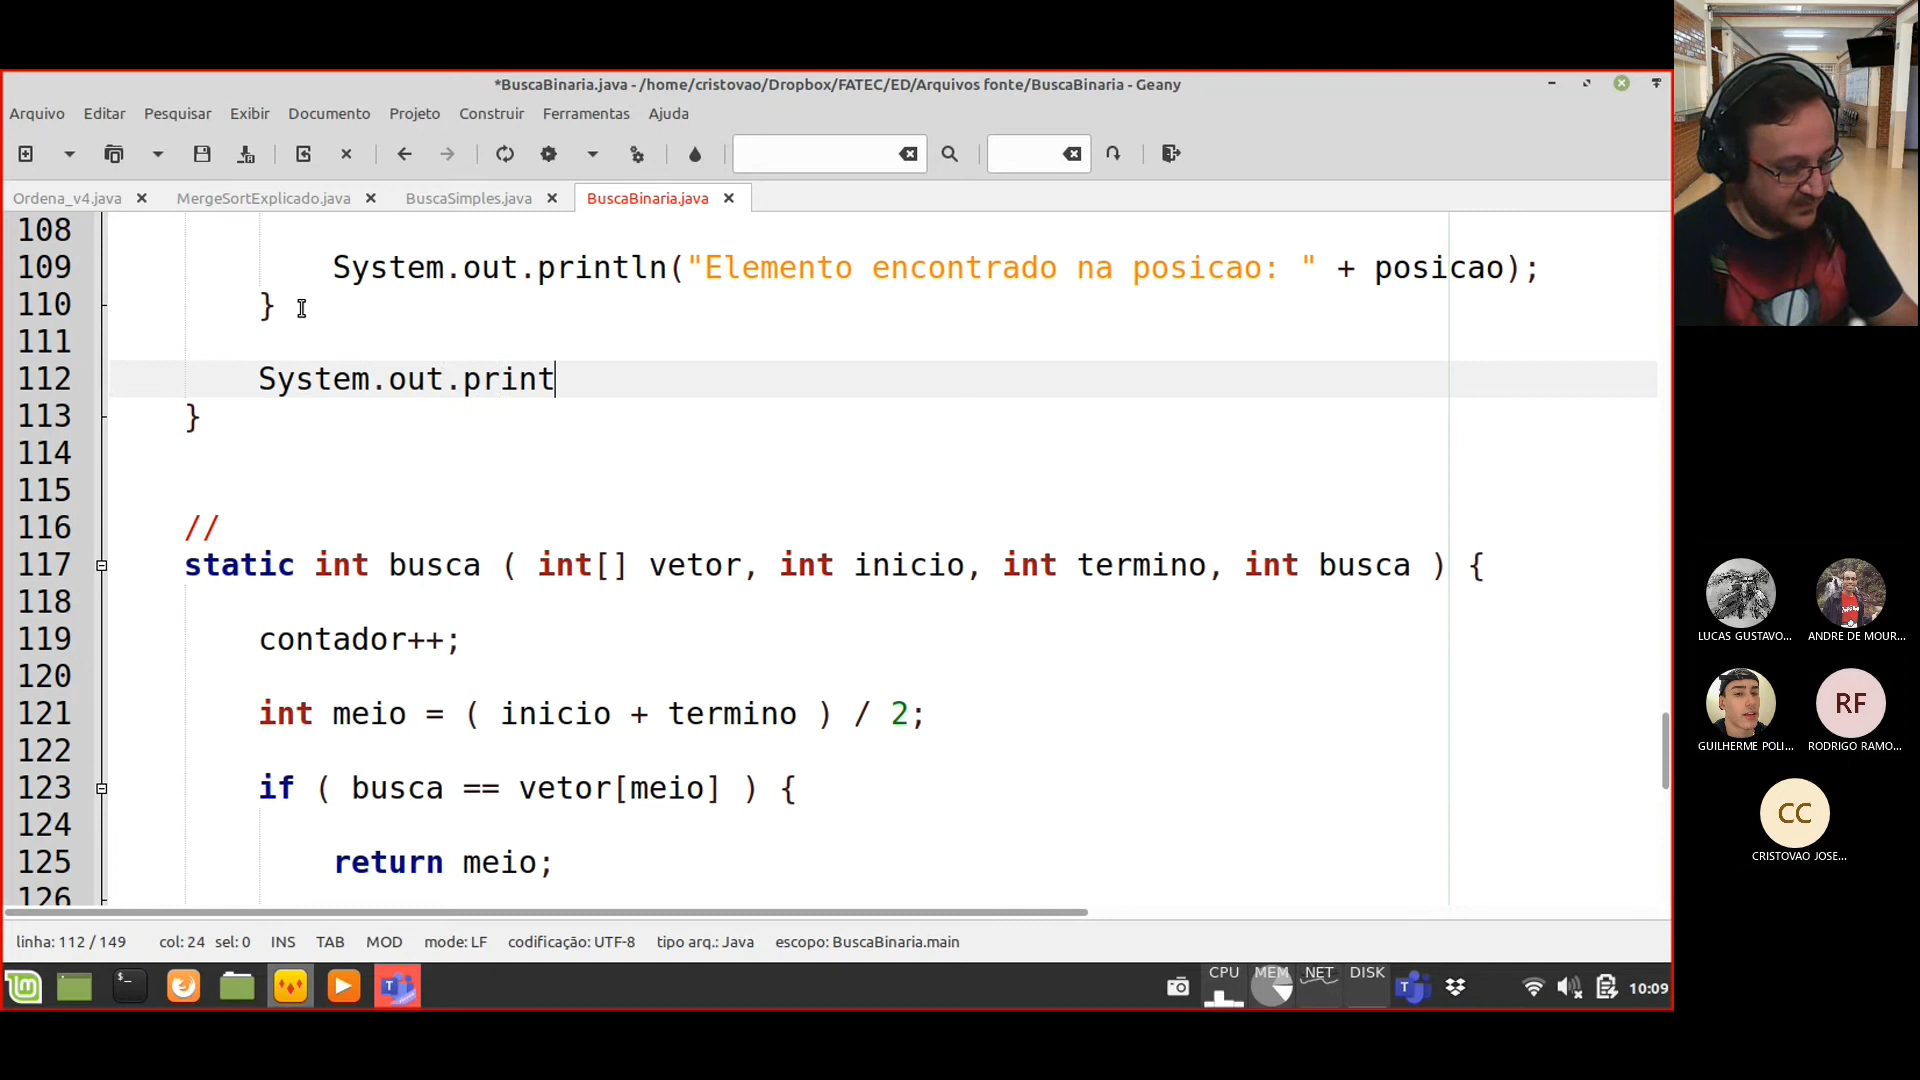 *BuscaBinaria.java - /home/cristovao/Dropbox/FATEC/ED/Arquivos fonte/BuscaBinaria - Geany
Arquivo Editar Pesquisar Exibir Documento Projeto Construir Ferramentas Ajuda
Ordena_v4.java MergeSortExplicado.java BuscaSimples.java BuscaBinaria.java
108
109 System.out.println("Elemento encontrado na posicao: " + posicao);
110 }
111
112 System.out.print
113 }
114
115
116 //
117 static int busca ( int[] vetor, int inicio, int termino, int busca ) {
118
119 contador++;
120
121 int meio = ( inicio + termino ) / 2;
122
123 if ( busca == vetor[meio] ) {
124
125 return meio;
126
linha: 112 / 149 col: 24 sel: 0 INS TAB MOD mode: LF codificação: UTF-8 tipo arq.: Java escopo: BuscaBinaria.main
CPU MEM NET DISK
10:09
LUCAS GUSTAVO... ANDRE DE MOUR...
RF
GUILHERME POLI... RODRIGO RAMO...
CC
CRISTOVAO JOSE...